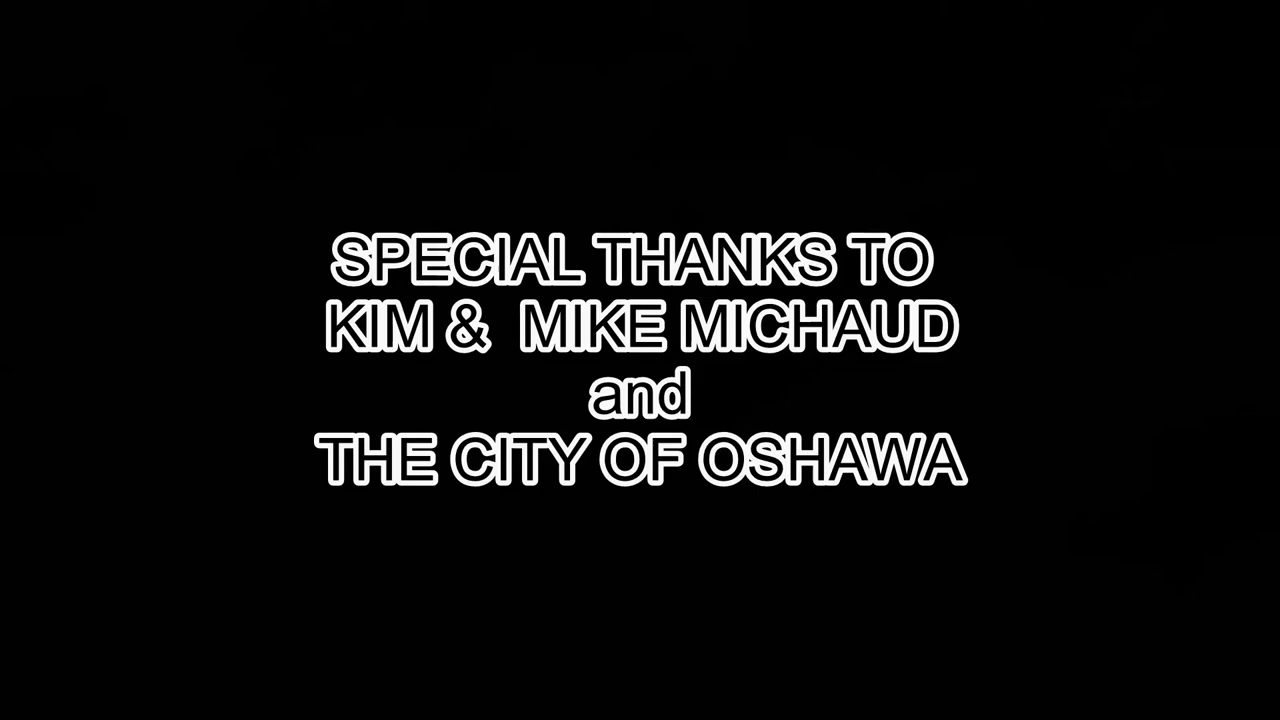 SPECIAL THANKS TO
KIM & MIKE MICHAUD
and
THE CITY OF OSHAWA